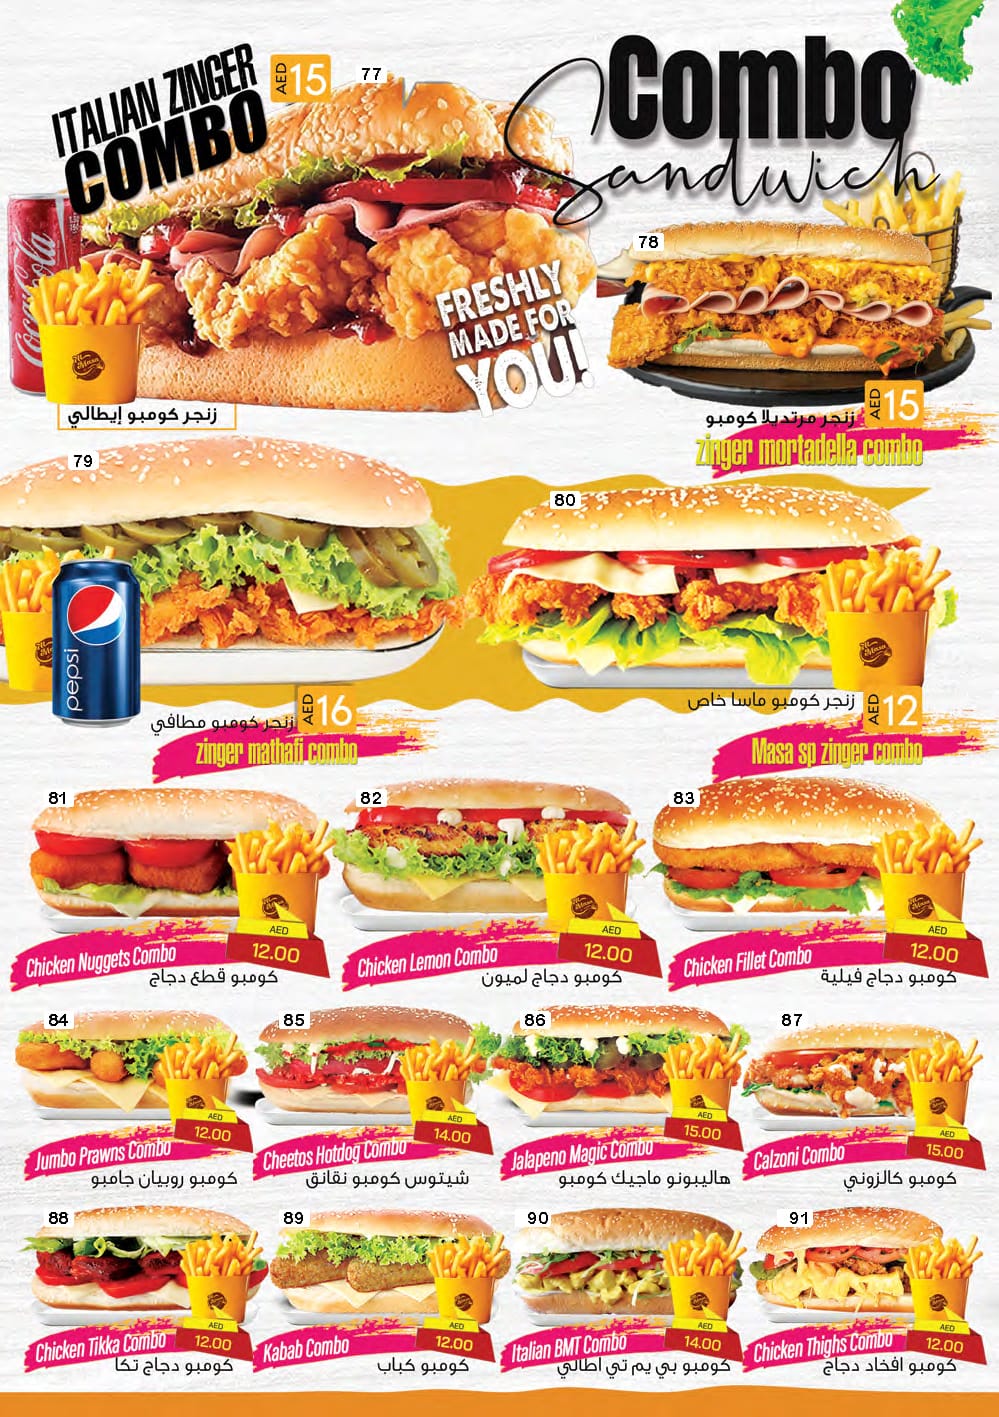 Combo
Sandwich
ITALIAN ZINGER
COMBO
AED 15
77
Coca-Cola
Al Masa
FRESHLY
MADE FOR
YOU!
زنجر كومبو إيطالي
78
AED 15
زنجر مرتديلا كومبو
zinger mortadella combo
79
pepsi
AED 16
زنجر كومبو مطافي
zinger mathafi combo
80
زنجر كومبو ماسا خاص
AED 12
Masa sp zinger combo
81
AED
12.00
Chicken Nuggets Combo
كومبو قطع دجاج
82
AED
12.00
Chicken Lemon Combo
كومبو دجاج لميون
83
AED
12.00
Chicken Fillet Combo
كومبو دجاج فيلية
84
AED
12.00
Jumbo Prawns Combo
كومبو روبيان جامبو
85
AED
14.00
Cheetos Hotdog Combo
شيتوس كومبو نقانق
86
AED
15.00
Jalapeno Magic Combo
هاليبونو ماجيك كومبو
87
AED
15.00
Calzoni Combo
كومبو كالزوني
88
AED
12.00
Chicken Tikka Combo
كومبو دجاج تكا
89
AED
12.00
Kabab Combo
كومبو كباب
90
AED
14.00
Italian BMT Combo
كومبو بي يم تي اطالي
91
AED
12.00
Chicken Thighs Combo
كومبو افخاد دجاج